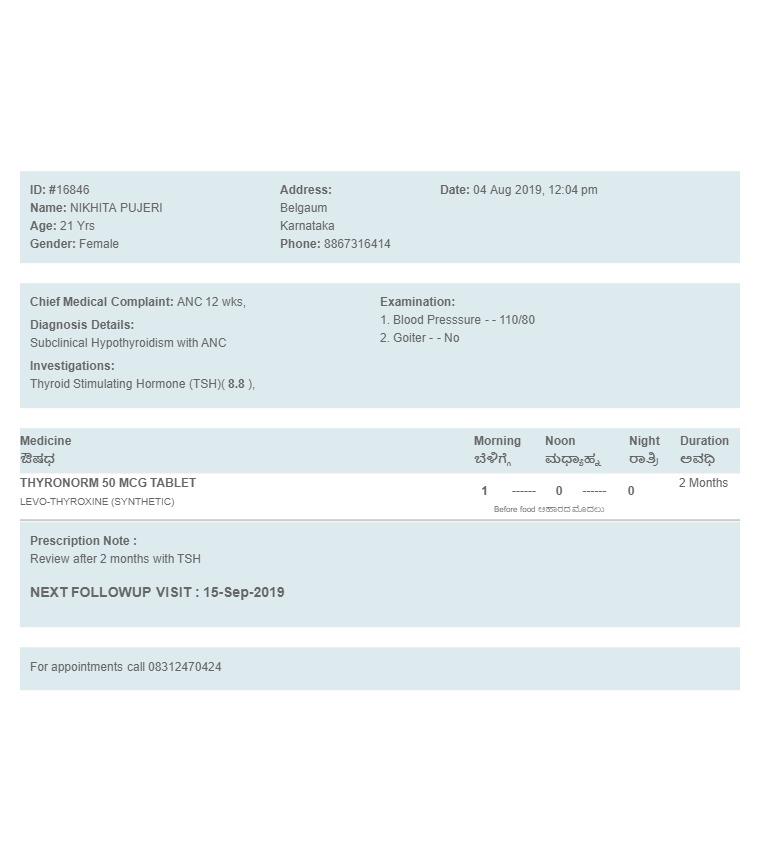 ID: #16846
Name: NIKHITA PUJERI
Age: 21 Yrs
Gender: Female
Address:
Belgaum
Karnataka
Phone: 8867316414
Date: 04 Aug 2019, 12:04 pm
Chief Medical Complaint: ANC 12 wks,
Diagnosis Details:
Subclinical Hypothyroidism with ANC
Investigations:
Thyroid Stimulating Hormone (TSH)( 8.8 ),
Examination:
1. Blood Presssure - - 110/80
2. Goiter - - No
Medicine Morning Noon Night Duration
ಔಷಧ ಬೆಳಿಗ್ಗೆ ಮಧ್ಯಾಹ್ನ ರಾತ್ರಿ ಅವಧಿ
THYRONORM 50 MCG TABLET 2 Months
LEVO-THYROXINE (SYNTHETIC) 1 ------ 0 ------ 0
Before food ಆಹಾರದ ಮೊದಲು
Prescription Note :
Review after 2 months with TSH
NEXT FOLLOWUP VISIT : 15-Sep-2019
For appointments call 08312470424